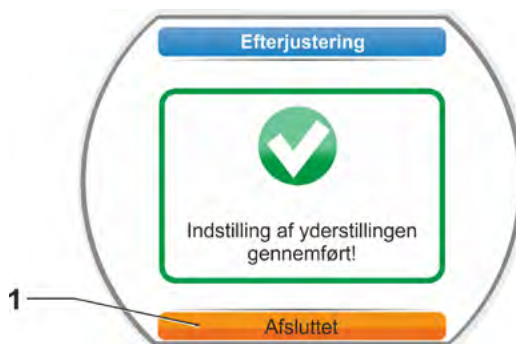 Efterjustering
Indstilling af yderstillingen
gennemført!
1
Afsluttet